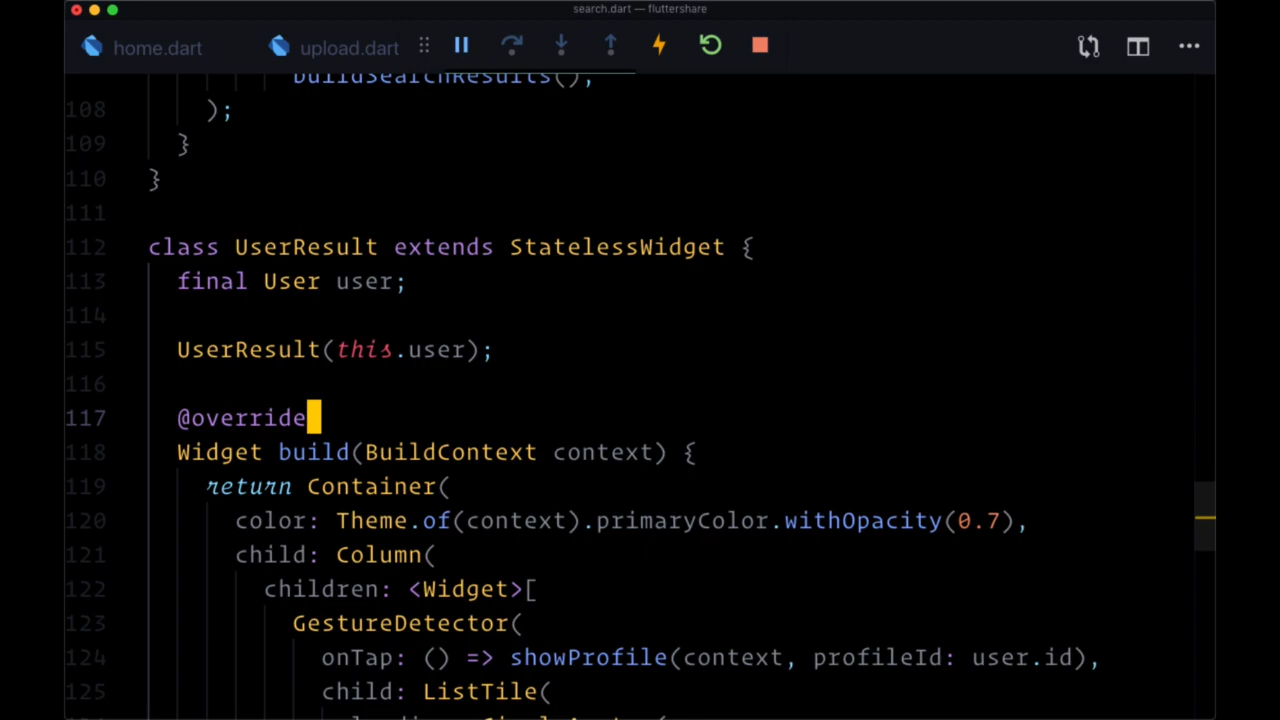 search.dart — fluttershare
home.dart upload.dart
buildSearchResults(),
108 );
109 }
110 }
111
112 class UserResult extends StatelessWidget {
113 final User user;
114
115 UserResult(this.user);
116
117 @override
118 Widget build(BuildContext context) {
119 return Container(
120 color: Theme.of(context).primaryColor.withOpacity(0.7),
121 child: Column(
122 children: <Widget>[
123 GestureDetector(
124 onTap: () => showProfile(context, profileId: user.id),
125 child: ListTile(